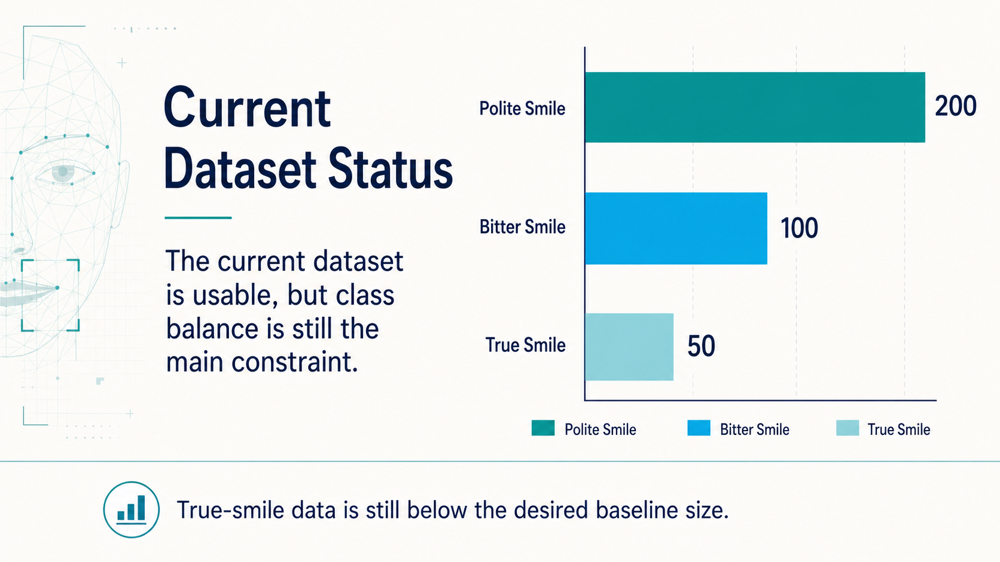 Current
Dataset Status
The current dataset
is usable, but class
balance is still the
main constraint.
Polite Smile
200
Bitter Smile
100
True Smile
50
Polite Smile
Bitter Smile
True Smile
True-smile data is still below the desired baseline size.